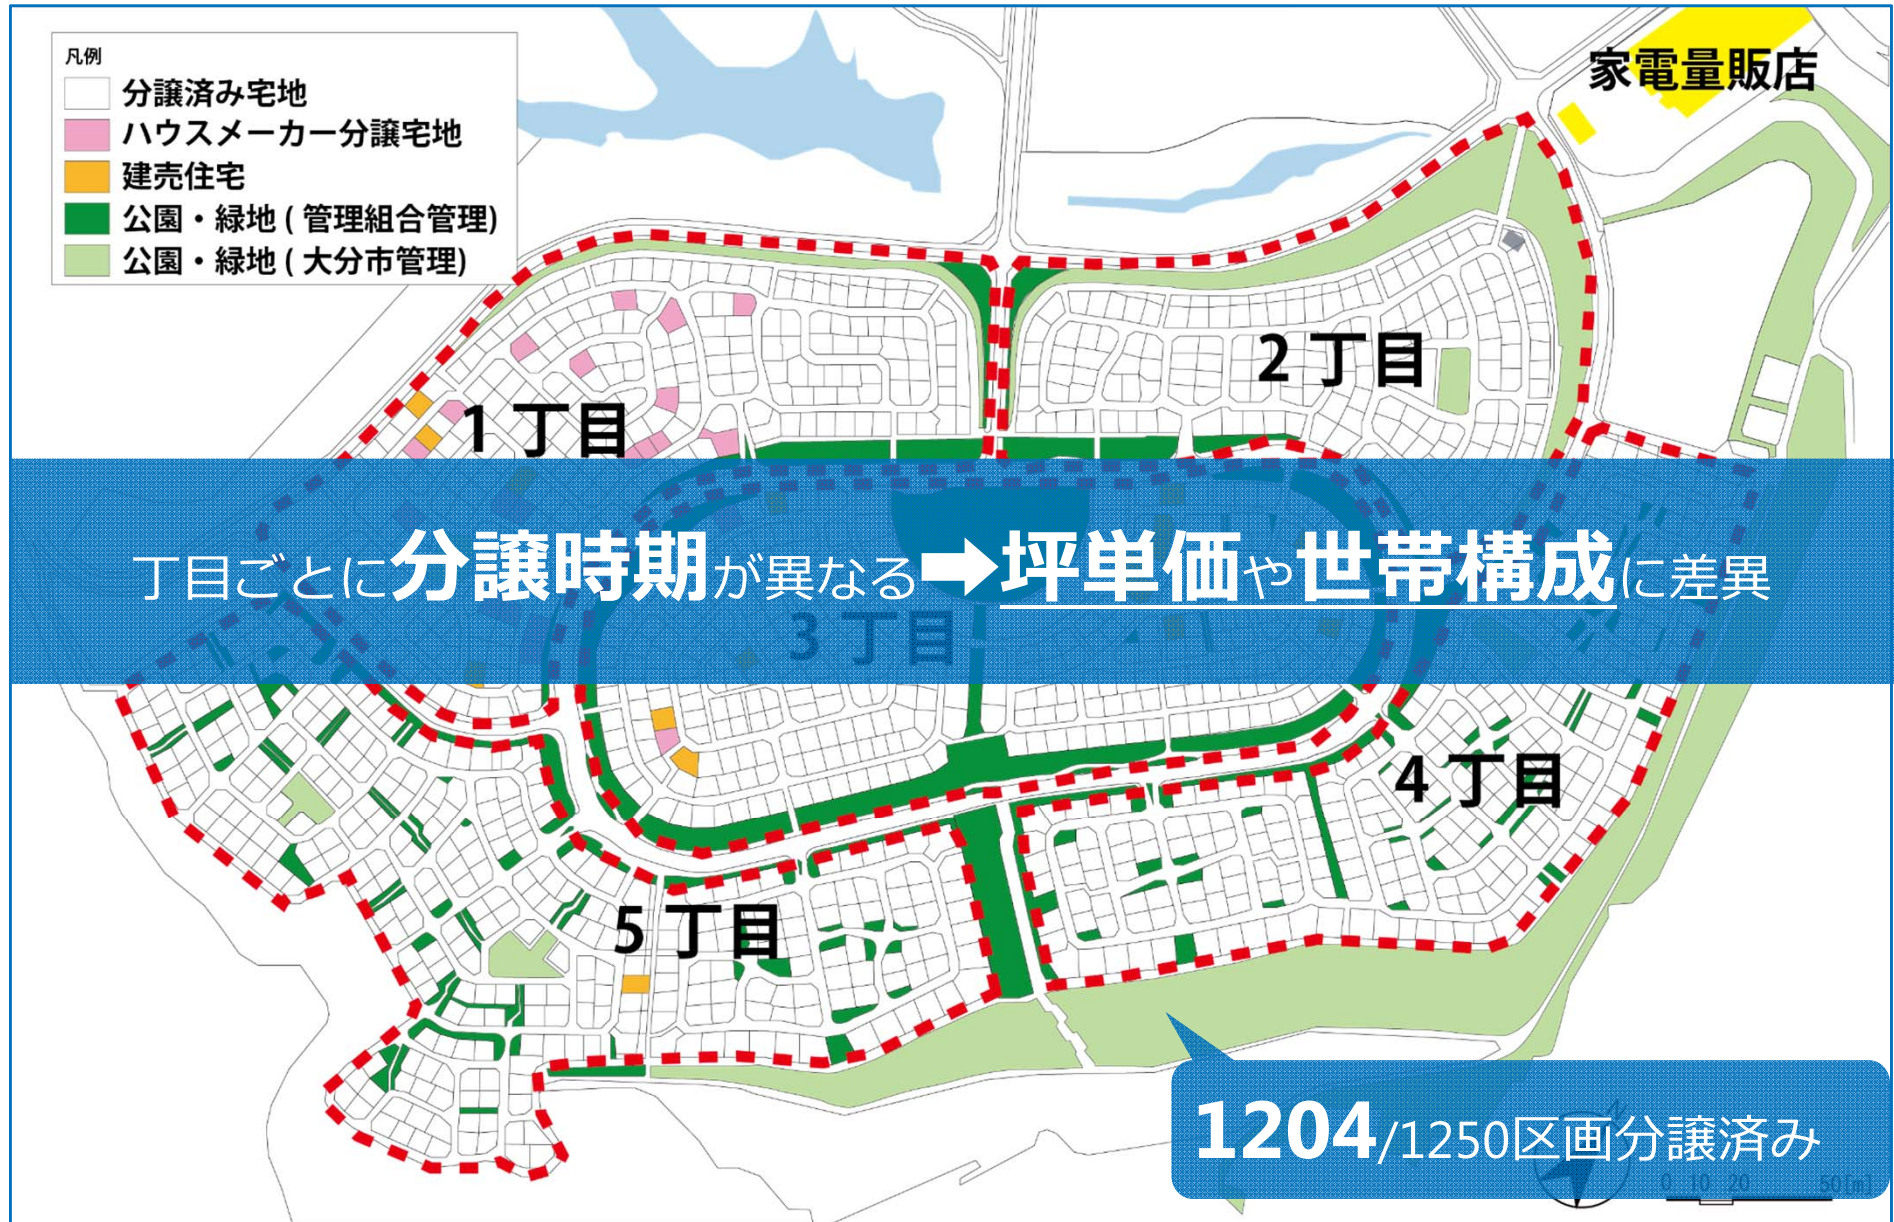 凡例
分譲済み宅地
ハウスメーカー分譲宅地
建売住宅
公園・緑地 ( 管理組合管理)
公園・緑地 ( 大分市管理)
家電量販店
2 丁目
1 丁目
丁目ごとに分譲時期が異なる➡坪単価や世帯構成に差異
3 丁目
4 丁目
5 丁目
1204/1250区画分譲済み
0 10 20 50[m]